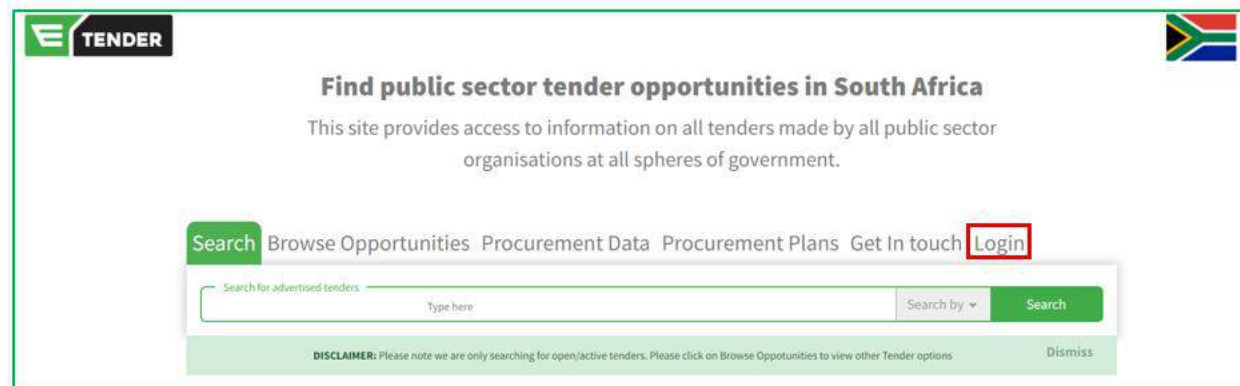 TENDER
Find public sector tender opportunities in South Africa
This site provides access to information on all tenders made by all public sector
organisations at all spheres of government.
Search Browse Opportunities Procurement Data Procurement Plans Get In touch Login
Search for advertised tenders
Type here Search by Search
DISCLAIMER: Please note we are only searching for open/active tenders. Please click on Browse Oppotunities to view other Tender options Dismiss